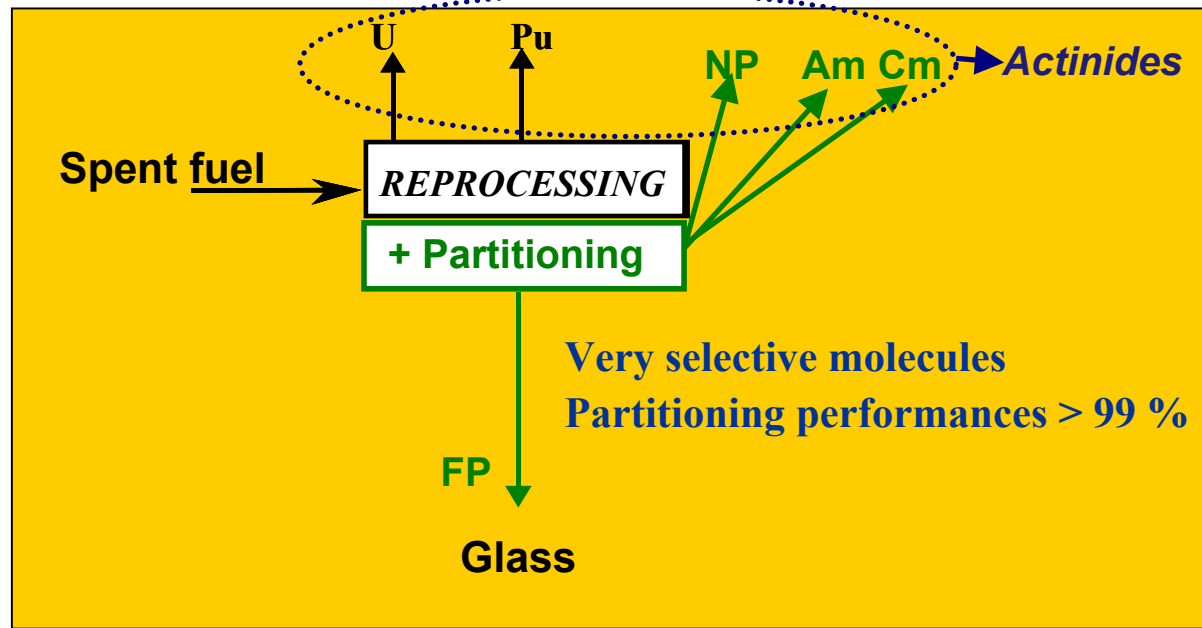 U Pu
NP Am Cm Actinides
Spent fuel
REPROCESSING
+ Partitioning
Very selective molecules
Partitioning performances > 99 %
FP
Glass